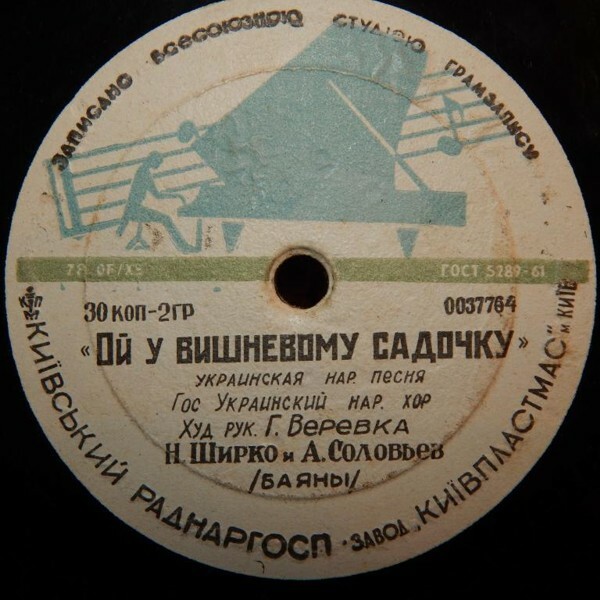 ЗАПИСАНО ВСЕСОЮЗНОЮ СТУДІЄЮ ГРАМЗАПИСУ
78 ОБ/ХВ ГОСТ 5289-61
30 КОП-2ГР 0037764
«ОЙ У ВИШНЕВОМУ САДОЧКУ»
УКРАИНСКАЯ НАР. ПЕСНЯ
ГОС УКРАИНСКИЙ НАР. ХОР
ХУД РУК. Г. ВЕРЕВКА
Н. ШИРКО и А. СОЛОВЬЕВ
/БАЯНЫ/
КИЇВСЬКИЙ РАДНАРГОСП · ЗАВОД „КИЇВПЛАСТМАС" м КИЇВ